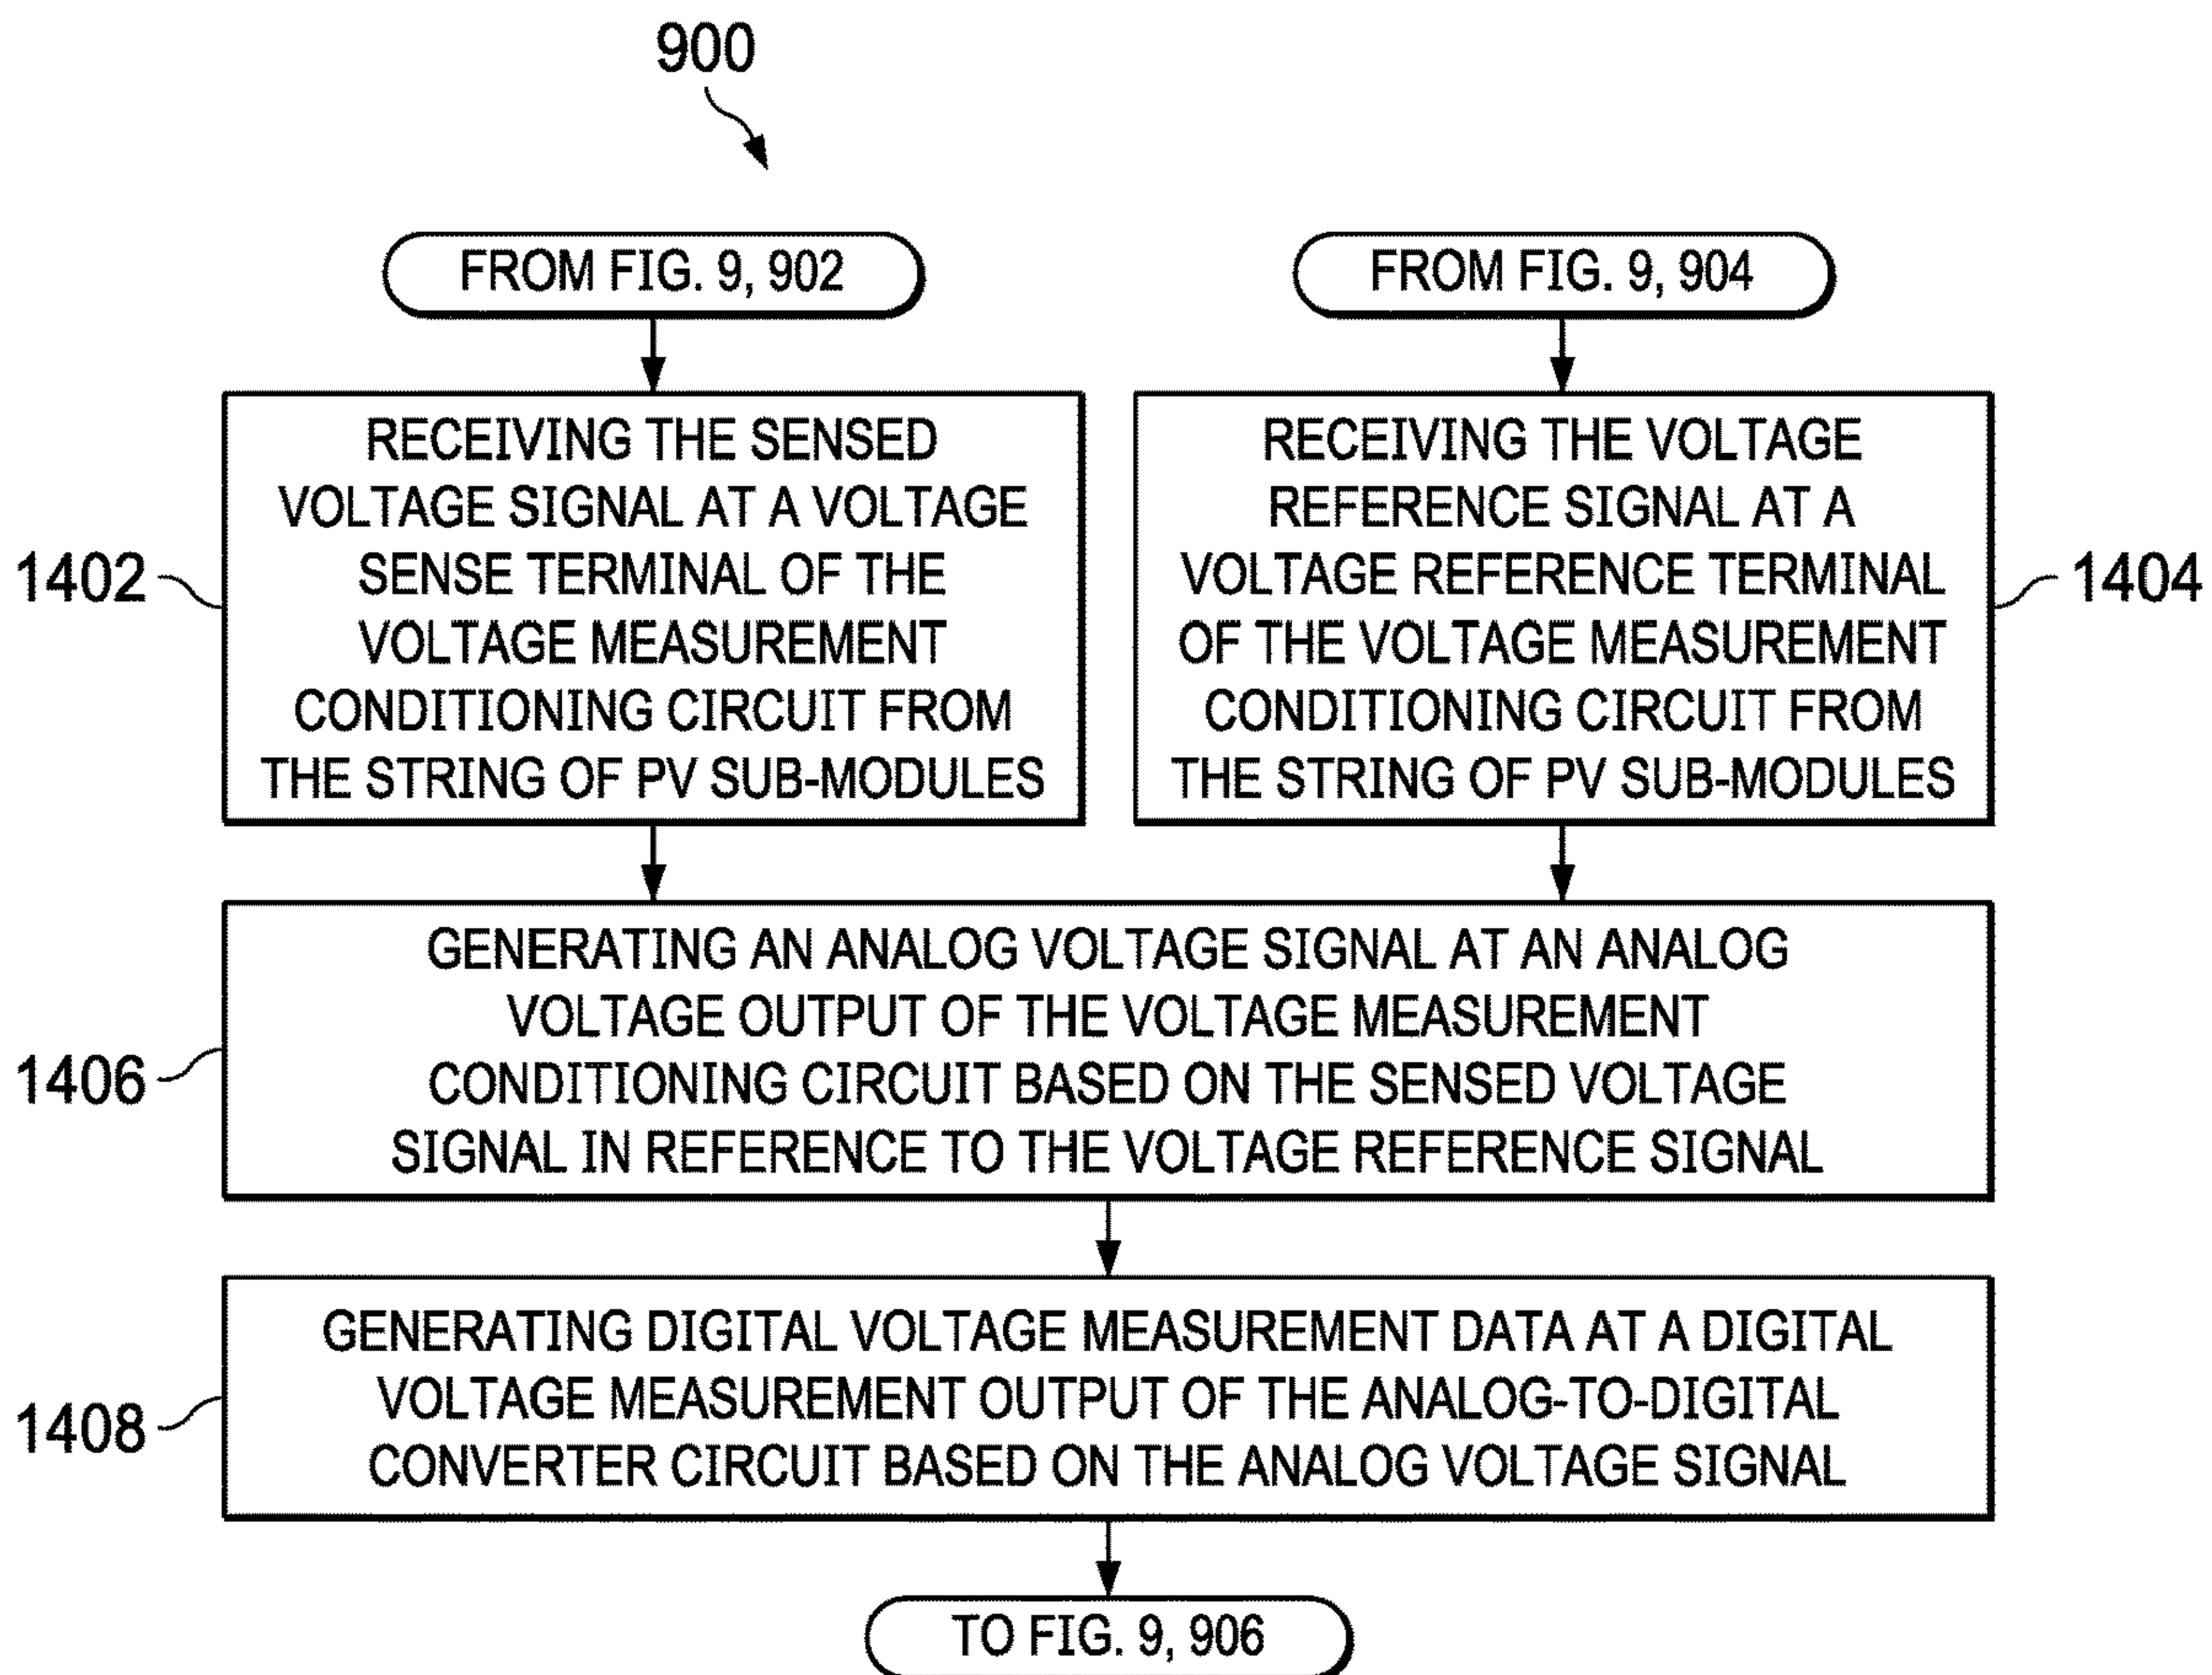 900
FROM FIG. 9, 902
FROM FIG. 9, 904
1402
RECEIVING THE SENSED
VOLTAGE SIGNAL AT A VOLTAGE
SENSE TERMINAL OF THE
VOLTAGE MEASUREMENT
CONDITIONING CIRCUIT FROM
THE STRING OF PV SUB-MODULES
RECEIVING THE VOLTAGE
REFERENCE SIGNAL AT A
VOLTAGE REFERENCE TERMINAL
OF THE VOLTAGE MEASUREMENT
CONDITIONING CIRCUIT FROM
THE STRING OF PV SUB-MODULES
1404
1406
GENERATING AN ANALOG VOLTAGE SIGNAL AT AN ANALOG
VOLTAGE OUTPUT OF THE VOLTAGE MEASUREMENT
CONDITIONING CIRCUIT BASED ON THE SENSED VOLTAGE
SIGNAL IN REFERENCE TO THE VOLTAGE REFERENCE SIGNAL
1408
GENERATING DIGITAL VOLTAGE MEASUREMENT DATA AT A DIGITAL
VOLTAGE MEASUREMENT OUTPUT OF THE ANALOG-TO-DIGITAL
CONVERTER CIRCUIT BASED ON THE ANALOG VOLTAGE SIGNAL
TO FIG. 9, 906